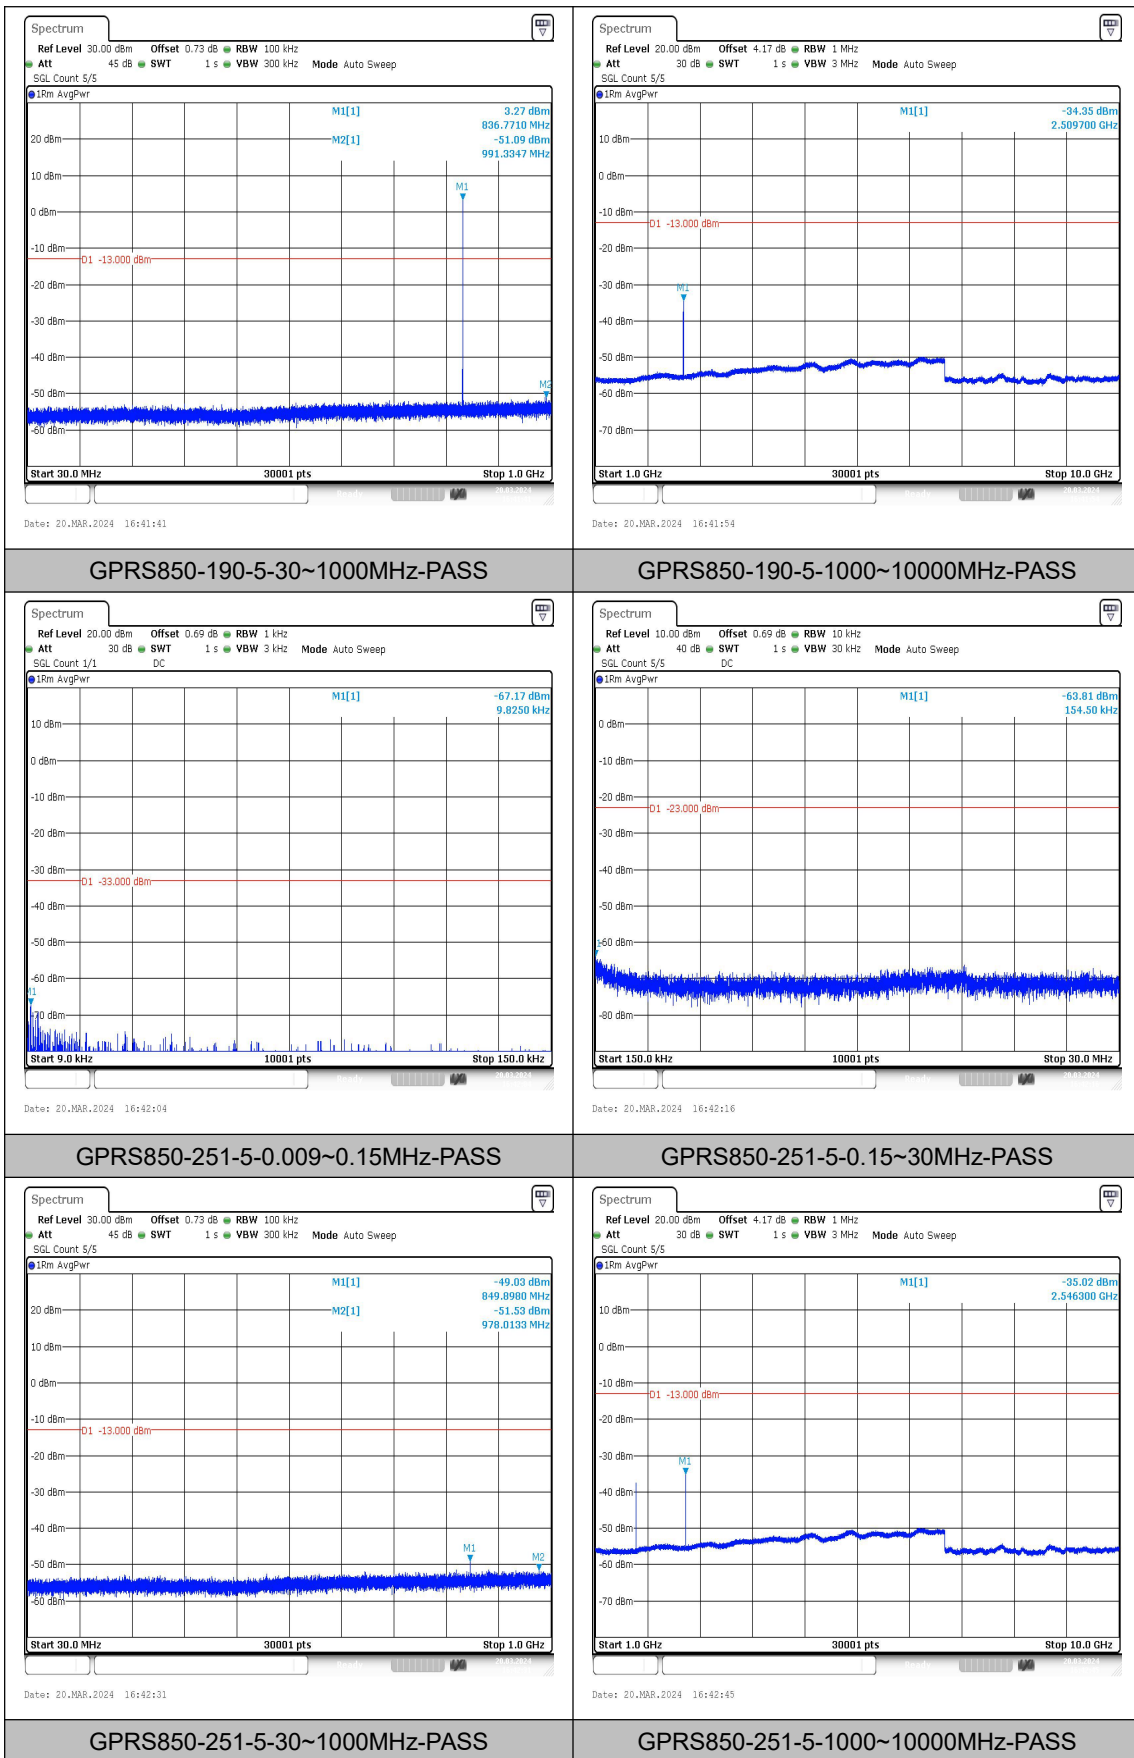 Spectrum
Ref Level 30.00 dBm Offset 0.73 dB RBW 100 kHz
Att 45 dB SWT 1 s VBW 300 kHz Mode Auto Sweep
SGL Count 5/5
1Rm AvgPwr
M1[1] 3.27 dBm
836.7710 MHz
M2[1] -51.09 dBm
991.3347 MHz
20 dBm
10 dBm
M1
0 dBm
-10 dBm
D1 -13.000 dBm
-20 dBm
-30 dBm
-40 dBm
M2
-50 dBm
-60 dBm
Start 30.0 MHz 30001 pts Stop 1.0 GHz
Ready 20.03.2024
Date: 20.MAR.2024 16:41:41
GPRS850-190-5-30~1000MHz-PASS
Spectrum
Ref Level 20.00 dBm Offset 4.17 dB RBW 1 MHz
Att 30 dB SWT 1 s VBW 3 MHz Mode Auto Sweep
SGL Count 5/5
1Rm AvgPwr
M1[1] -34.35 dBm
2.509700 GHz
10 dBm
0 dBm
-10 dBm
D1 -13.000 dBm
-20 dBm
M1
-30 dBm
-40 dBm
-50 dBm
-60 dBm
-70 dBm
Start 1.0 GHz 30001 pts Stop 10.0 GHz
Ready 20.03.2024
Date: 20.MAR.2024 16:41:54
GPRS850-190-5-1000~10000MHz-PASS
Spectrum
Ref Level 20.00 dBm Offset 0.69 dB RBW 1 kHz
Att 30 dB SWT 1 s VBW 3 kHz Mode Auto Sweep
SGL Count 1/1 DC
1Rm AvgPwr
M1[1] -67.17 dBm
9.8250 kHz
10 dBm
0 dBm
-10 dBm
-20 dBm
-30 dBm
D1 -33.000 dBm
-40 dBm
-50 dBm
-60 dBm
M1
-70 dBm
Start 9.0 kHz 10001 pts Stop 150.0 kHz
Ready 20.03.2024
Date: 20.MAR.2024 16:42:04
GPRS850-251-5-0.009~0.15MHz-PASS
Spectrum
Ref Level 10.00 dBm Offset 0.69 dB RBW 10 kHz
Att 40 dB SWT 1 s VBW 30 kHz Mode Auto Sweep
SGL Count 5/5 DC
1Rm AvgPwr
M1[1] -63.81 dBm
154.50 kHz
0 dBm
-10 dBm
-20 dBm
D1 -23.000 dBm
-30 dBm
-40 dBm
-50 dBm
-60 dBm
-80 dBm
Start 150.0 kHz 10001 pts Stop 30.0 MHz
Ready 20.03.2024
Date: 20.MAR.2024 16:42:16
GPRS850-251-5-0.15~30MHz-PASS
Spectrum
Ref Level 30.00 dBm Offset 0.73 dB RBW 100 kHz
Att 45 dB SWT 1 s VBW 300 kHz Mode Auto Sweep
SGL Count 5/5
1Rm AvgPwr
M1[1] -49.03 dBm
849.8980 MHz
M2[1] -51.53 dBm
978.0133 MHz
20 dBm
10 dBm
0 dBm
-10 dBm
D1 -13.000 dBm
-20 dBm
-30 dBm
-40 dBm
M1
M2
-50 dBm
-60 dBm
Start 30.0 MHz 30001 pts Stop 1.0 GHz
Ready 20.03.2024
Date: 20.MAR.2024 16:42:31
GPRS850-251-5-30~1000MHz-PASS
Spectrum
Ref Level 20.00 dBm Offset 4.17 dB RBW 1 MHz
Att 30 dB SWT 1 s VBW 3 MHz Mode Auto Sweep
SGL Count 5/5
1Rm AvgPwr
M1[1] -35.02 dBm
2.546300 GHz
10 dBm
0 dBm
-10 dBm
D1 -13.000 dBm
-20 dBm
-30 dBm
M1
-40 dBm
-50 dBm
-60 dBm
-70 dBm
Start 1.0 GHz 30001 pts Stop 10.0 GHz
Ready 20.03.2024
Date: 20.MAR.2024 16:42:45
GPRS850-251-5-1000~10000MHz-PASS